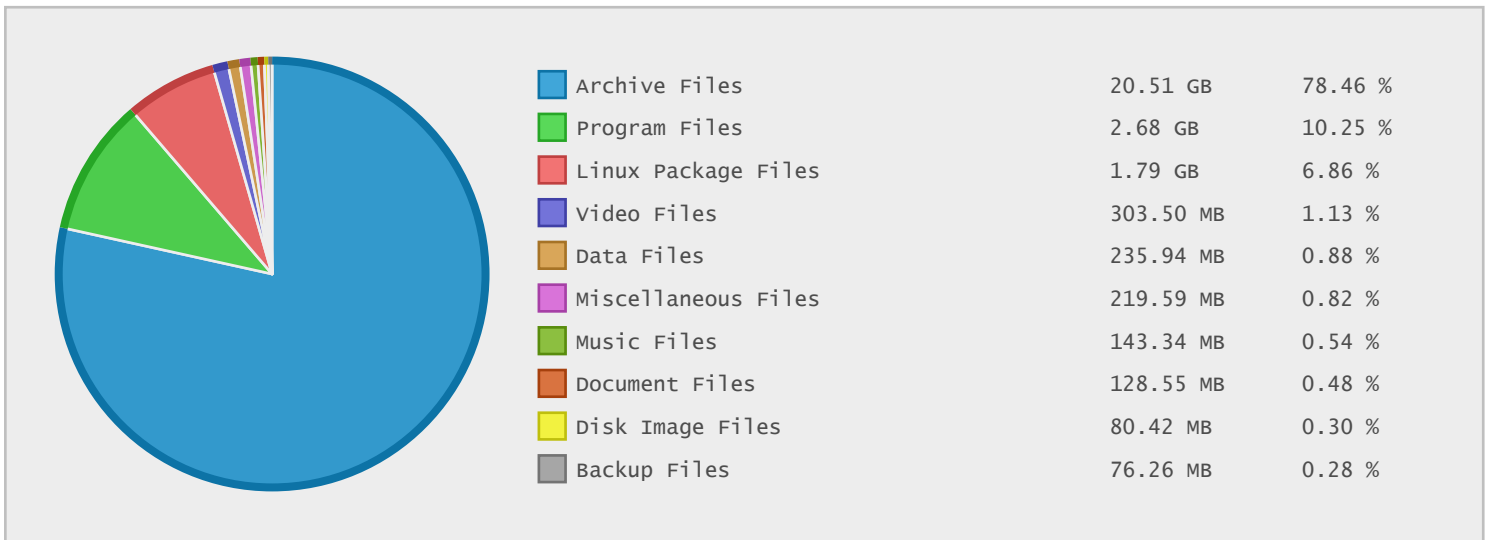 Archive Files 20.51 GB 78.46 %
Program Files 2.68 GB 10.25 %
Linux Package Files 1.79 GB 6.86 %
Video Files 303.50 MB 1.13 %
Data Files 235.94 MB 0.88 %
Miscellaneous Files 219.59 MB 0.82 %
Music Files 143.34 MB 0.54 %
Document Files 128.55 MB 0.48 %
Disk Image Files 80.42 MB 0.30 %
Backup Files 76.26 MB 0.28 %